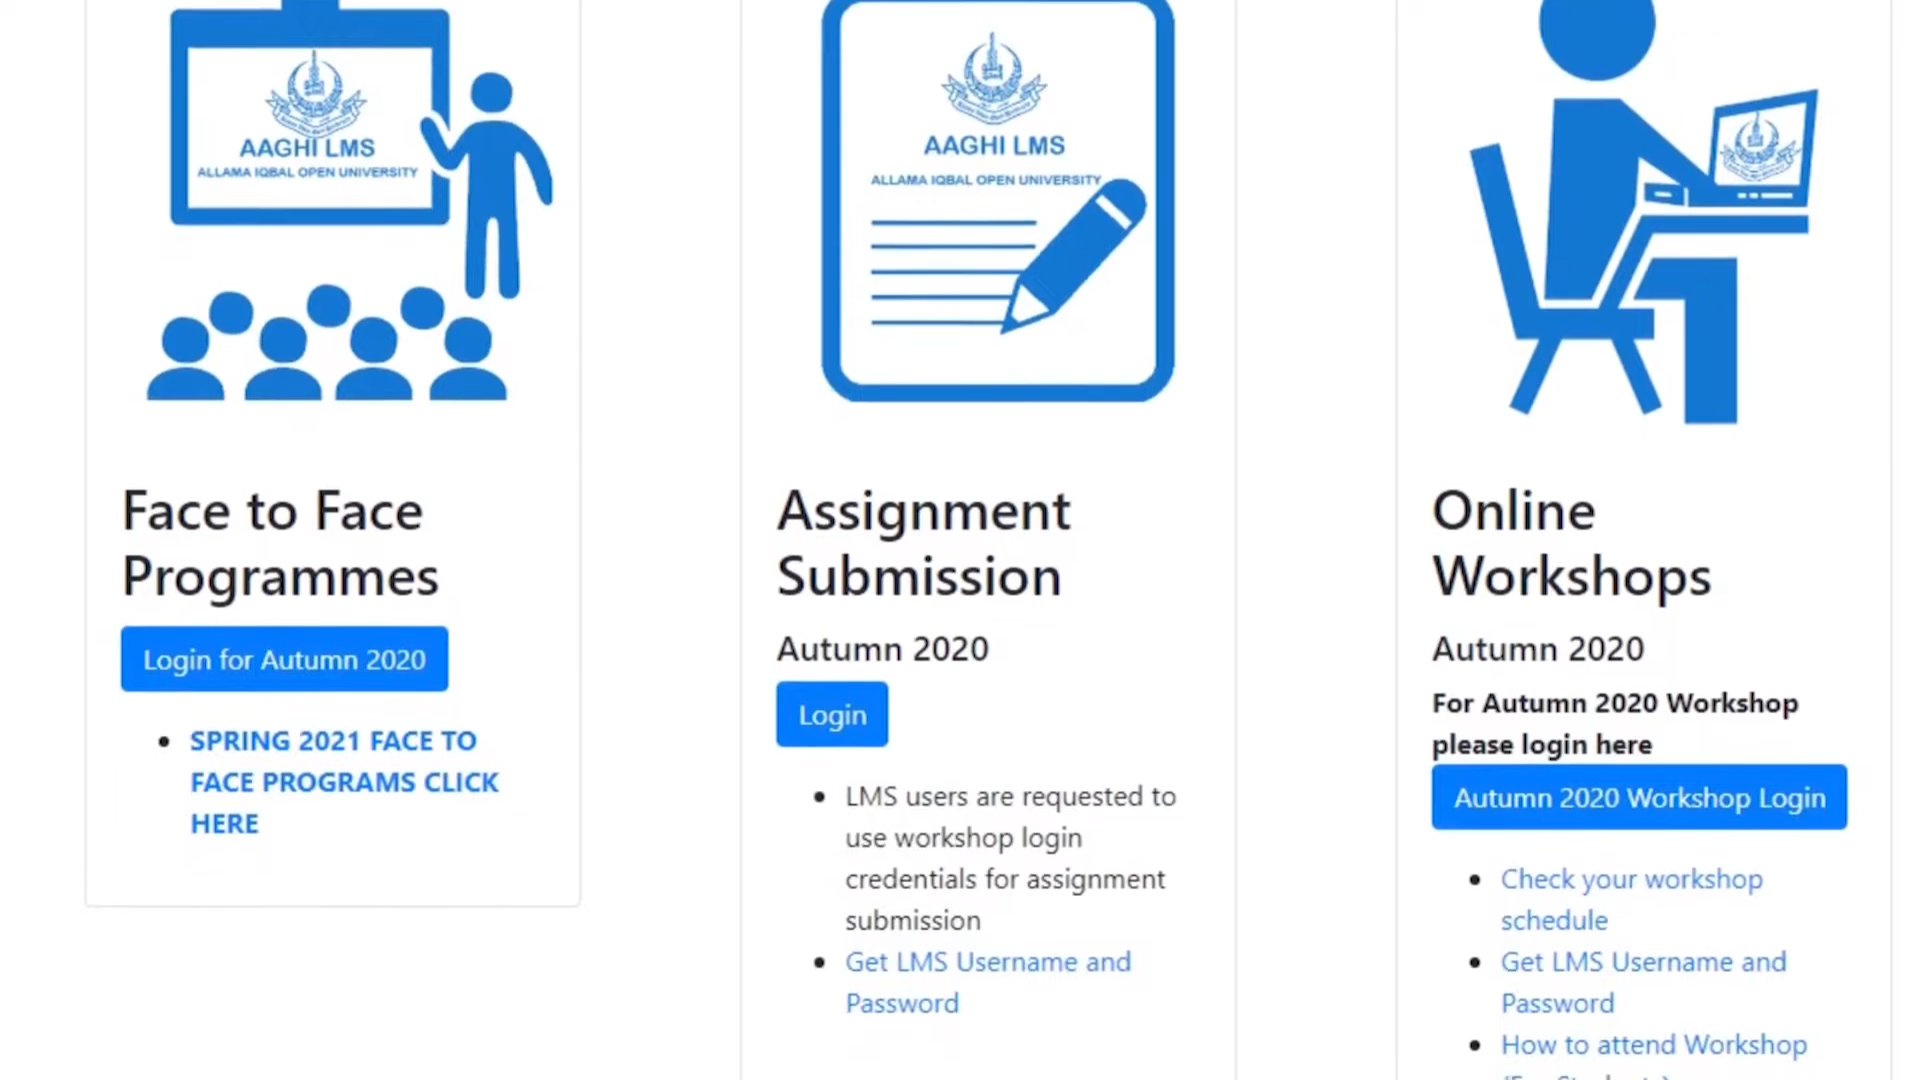 AAGHI LMS
ALLAMA IQBAL OPEN UNIVERSITY
Face to Face
Programmes
Login for Autumn 2020
SPRING 2021 FACE TO
FACE PROGRAMS CLICK
HERE
AAGHI LMS
ALLAMA IQBAL OPEN UNIVERSITY
Assignment
Submission
Autumn 2020
Login
LMS users are requested to
use workshop login
credentials for assignment
submission
Get LMS Username and
Password
Online
Workshops
Autumn 2020
For Autumn 2020 Workshop
please login here
Autumn 2020 Workshop Login
Check your workshop
schedule
Get LMS Username and
Password
How to attend Workshop